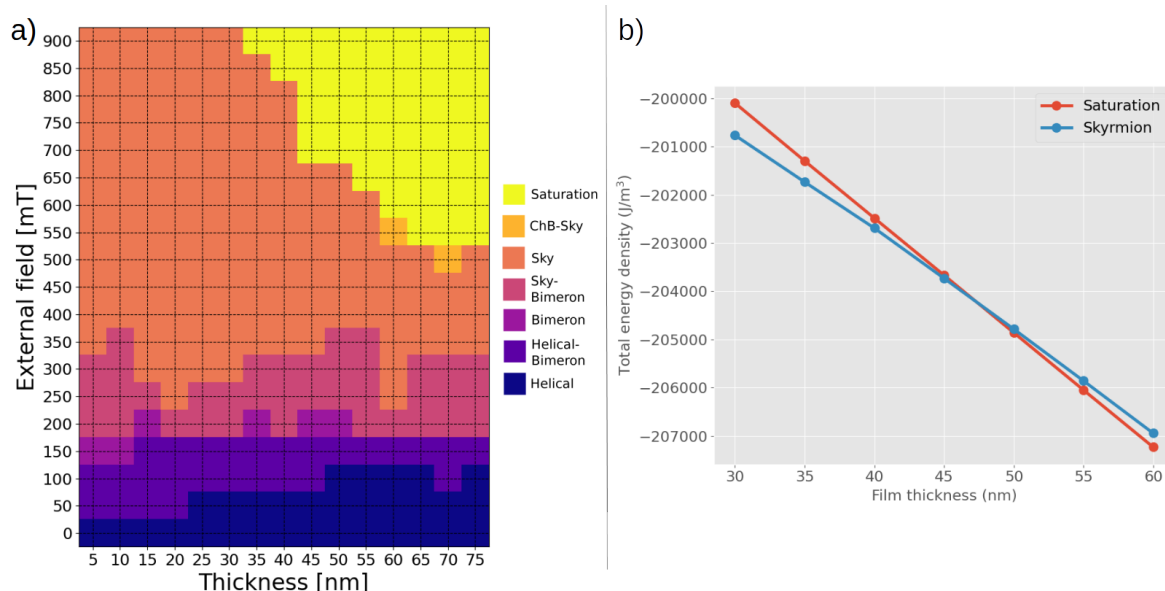 a)
External field [mT]
900
850
800
750
700
650
600
550
500
450
400
350
300
250
200
150
100
50
0
5 10 15 20 25 30 35 40 45 50 55 60 65 70 75
Thickness [nm]
Saturation
ChB-Sky
Sky
Sky-
Bimeron
Bimeron
Helical-
Bimeron
Helical
b)
Total energy density (J/m³)
−200000
−201000
−202000
−203000
−204000
−205000
−206000
−207000
Saturation
Skyrmion
30 35 40 45 50 55 60
Film thickness (nm)